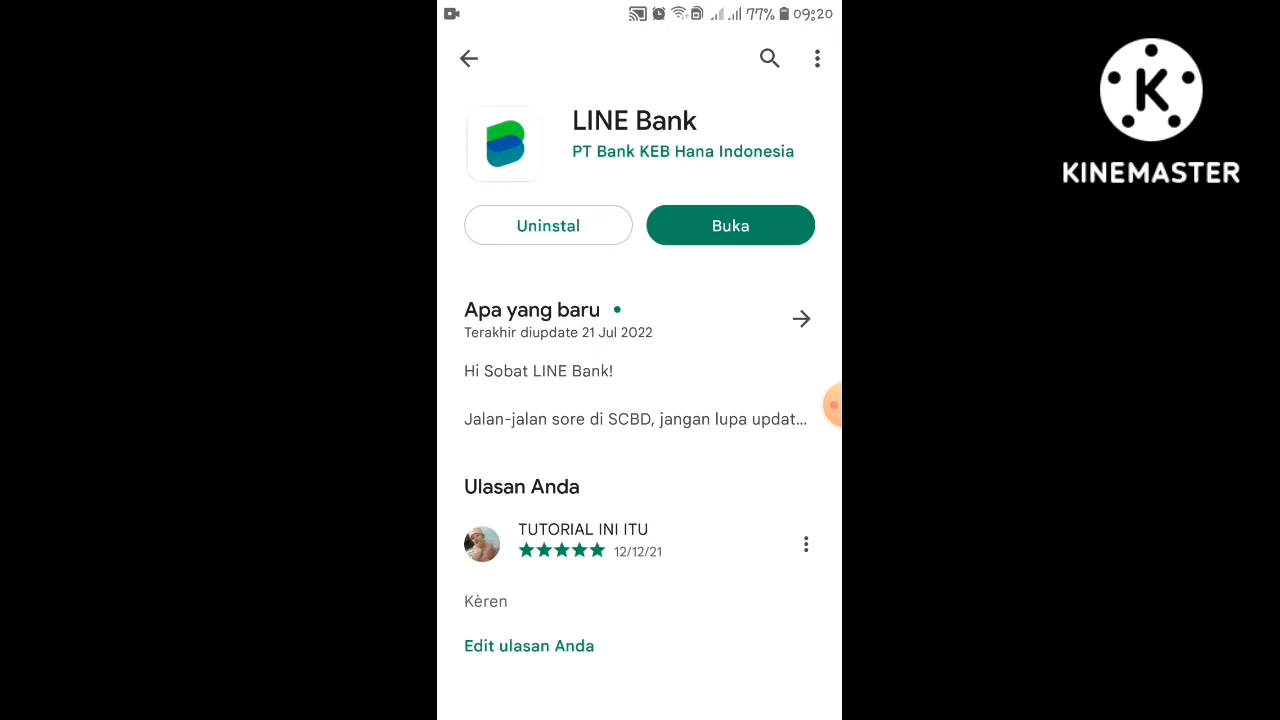 77% 09:20
LINE Bank
PT Bank KEB Hana Indonesia
Uninstal
Buka
Apa yang baru
Terakhir diupdate 21 Jul 2022
Hi Sobat LINE Bank!
Jalan-jalan sore di SCBD, jangan lupa updat...
Ulasan Anda
TUTORIAL INI ITU
12/12/21
Kèren
Edit ulasan Anda
K
KINEMASTER